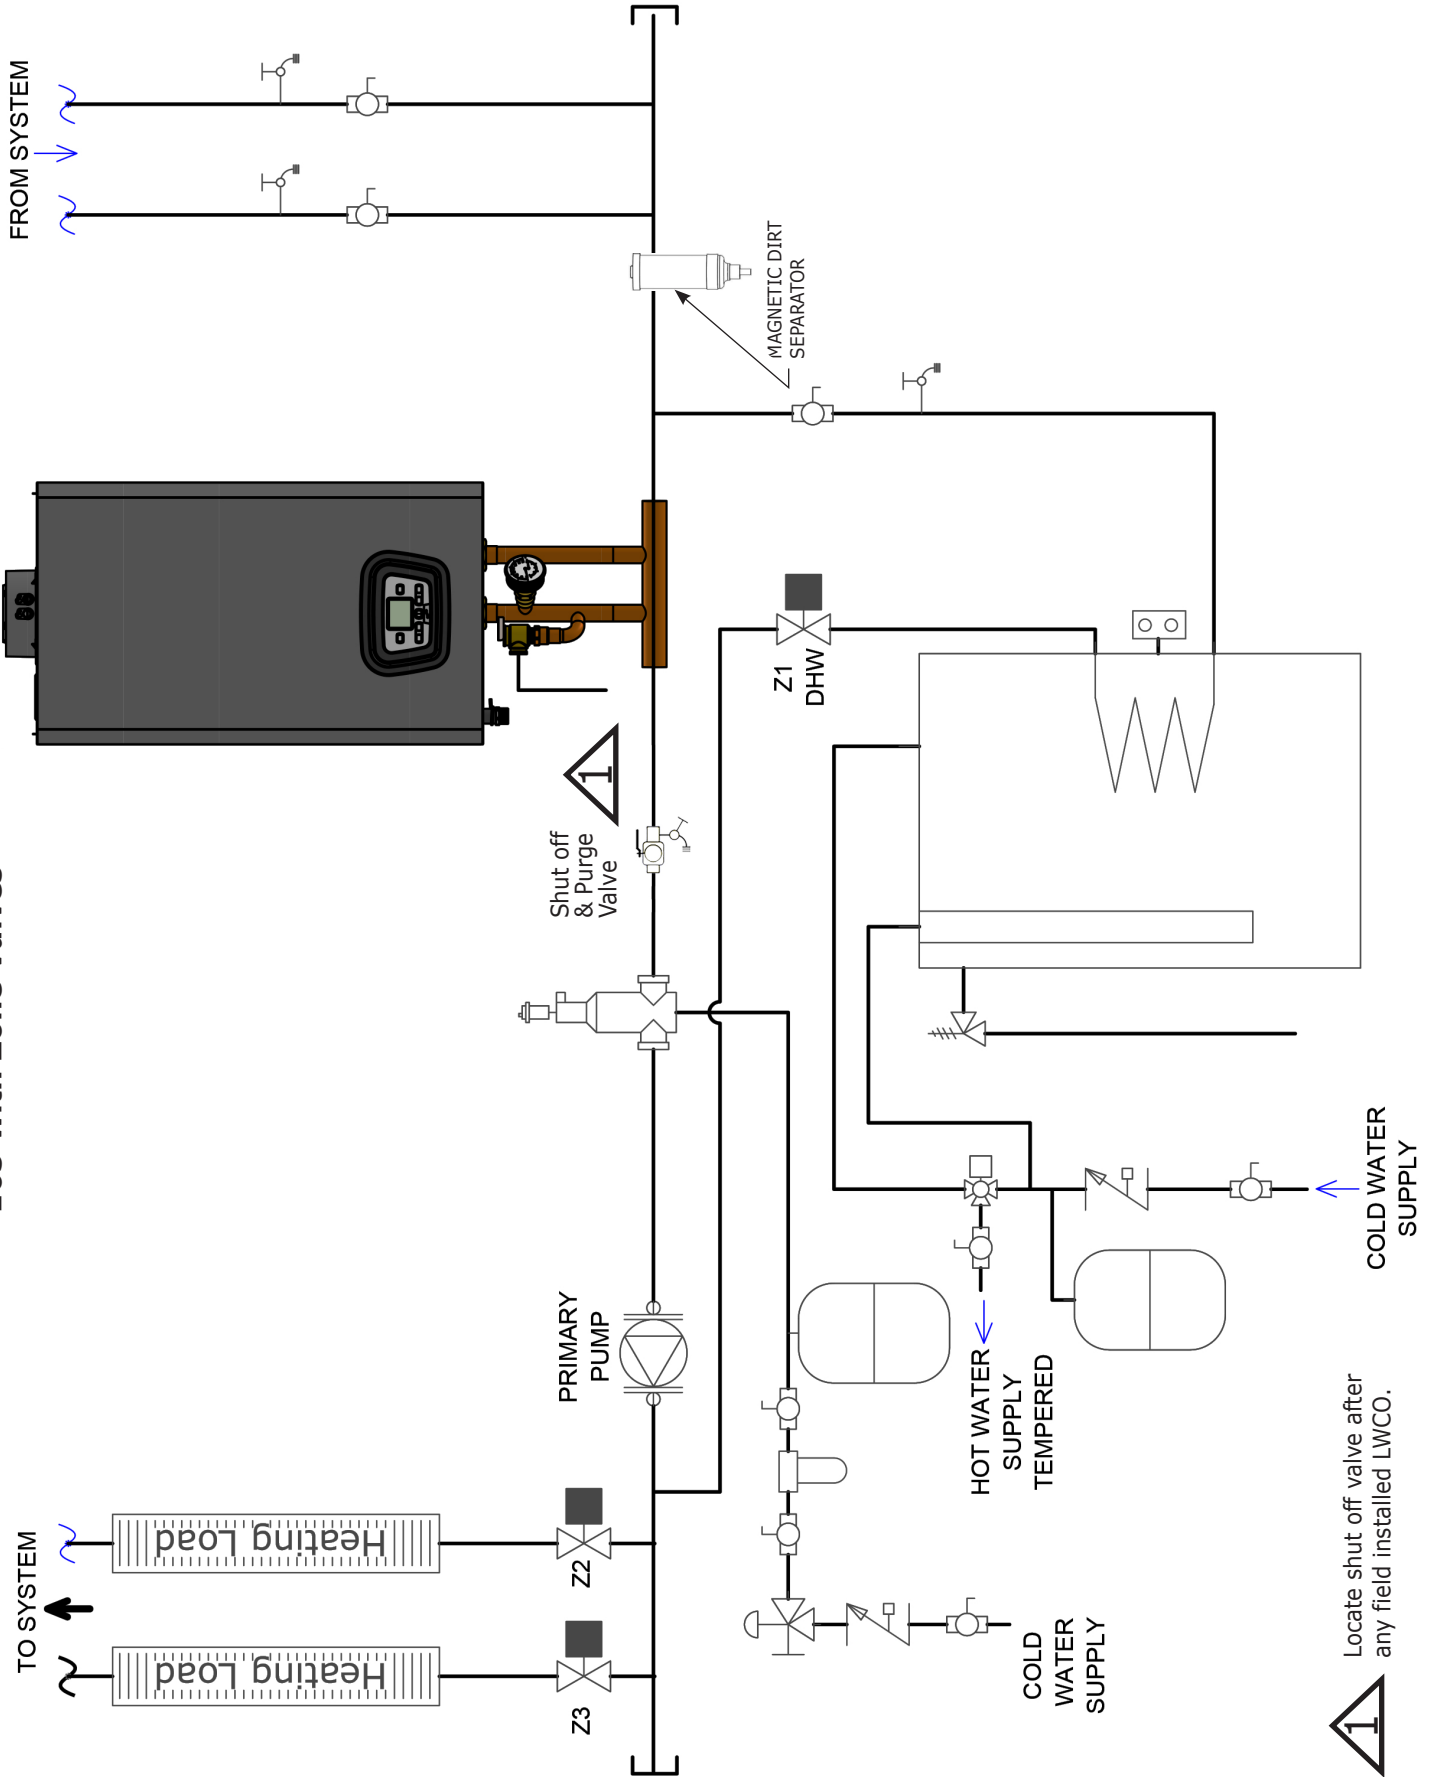 FROM SYSTEM
MAGNETIC DIRT
SEPARATOR
Z1
DHW
1
Shut off
& Purge
Valve
PRIMARY
PUMP
TO SYSTEM
Heating Load
Z2
Heating Load
Z3
COLD
WATER
SUPPLY
HOT WATER
SUPPLY
TEMPERED
COLD WATER
SUPPLY
1
Locate shut off valve after
any field installed LWCO.